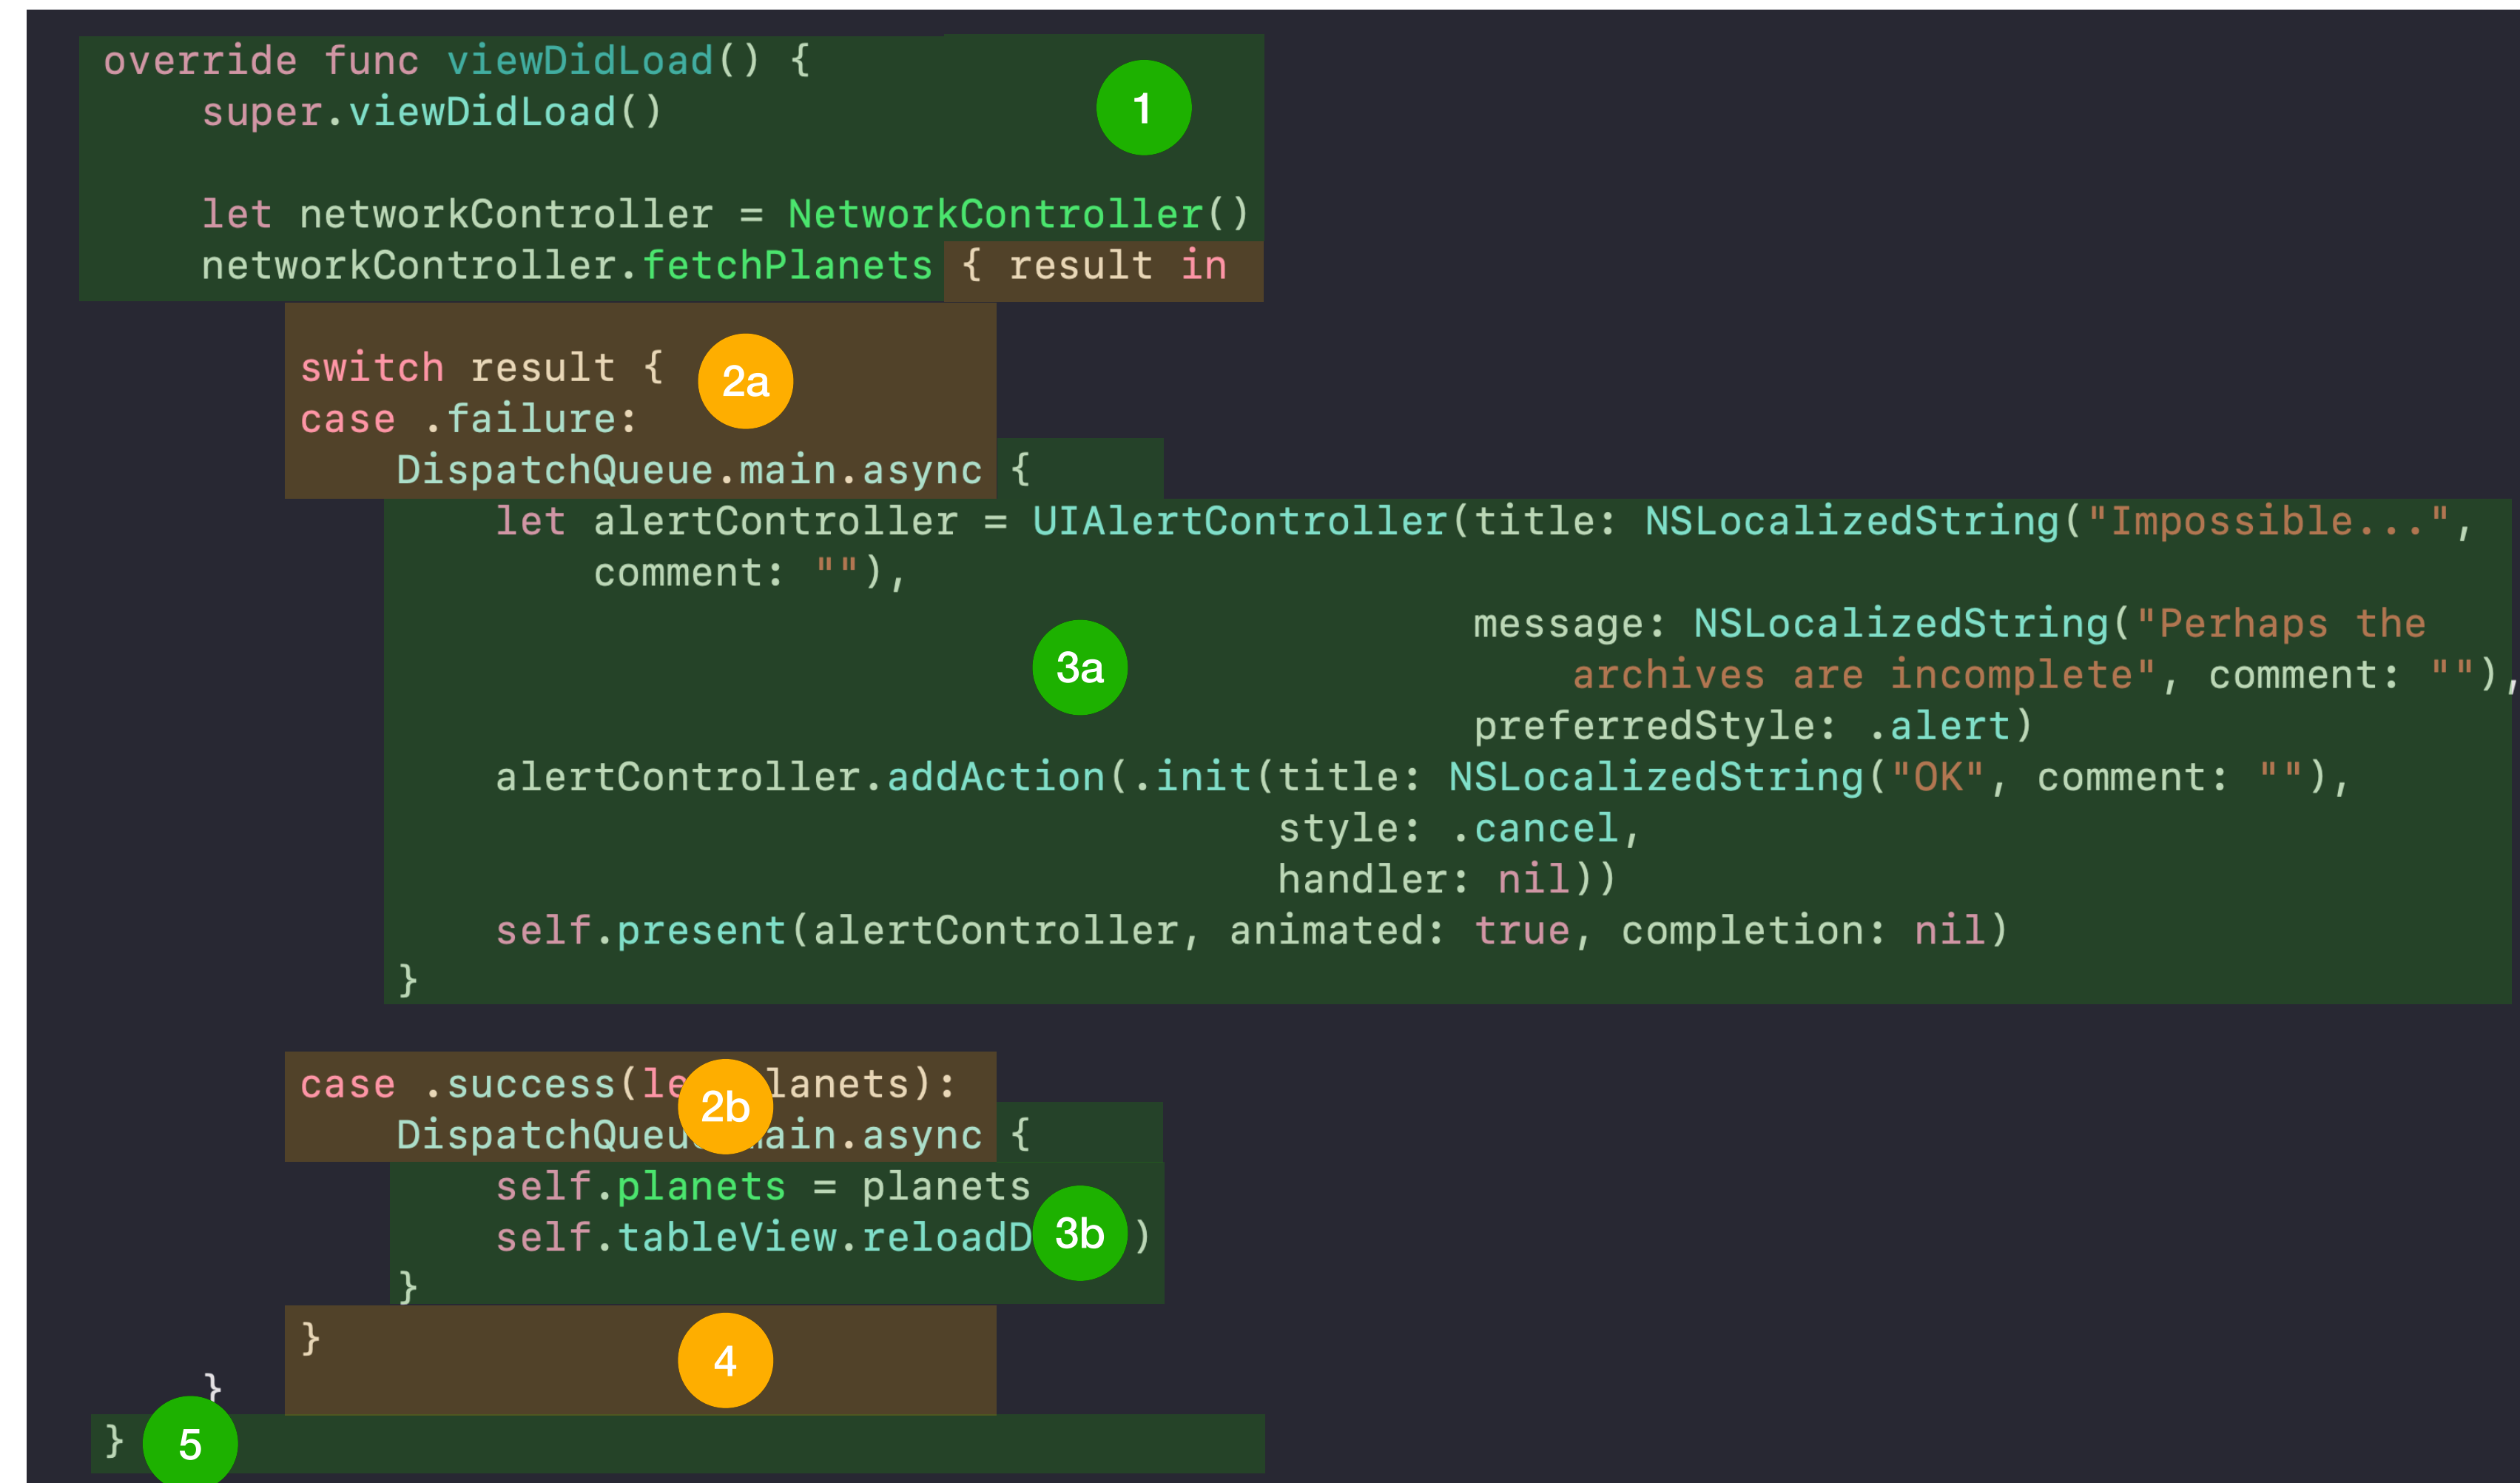 override func viewDidLoad() {
super.viewDidLoad()
1
let networkController = NetworkController()
networkController.fetchPlanets { result in
switch result {
2a
case .failure:
DispatchQueue.main.async {
let alertController = UIAlertController(title: NSLocalizedString("Impossible...",
comment: ""),
message: NSLocalizedString("Perhaps the
3a
archives are incomplete", comment: ""),
preferredStyle: .alert)
alertController.addAction(.init(title: NSLocalizedString("OK", comment: ""),
style: .cancel,
handler: nil))
self.present(alertController, animated: true, completion: nil)
}
case .success(le lanets):
2b
DispatchQueu ain.async {
self.planets = planets
self.tableView.reloadD )
3b
}
}
4
}
}
5